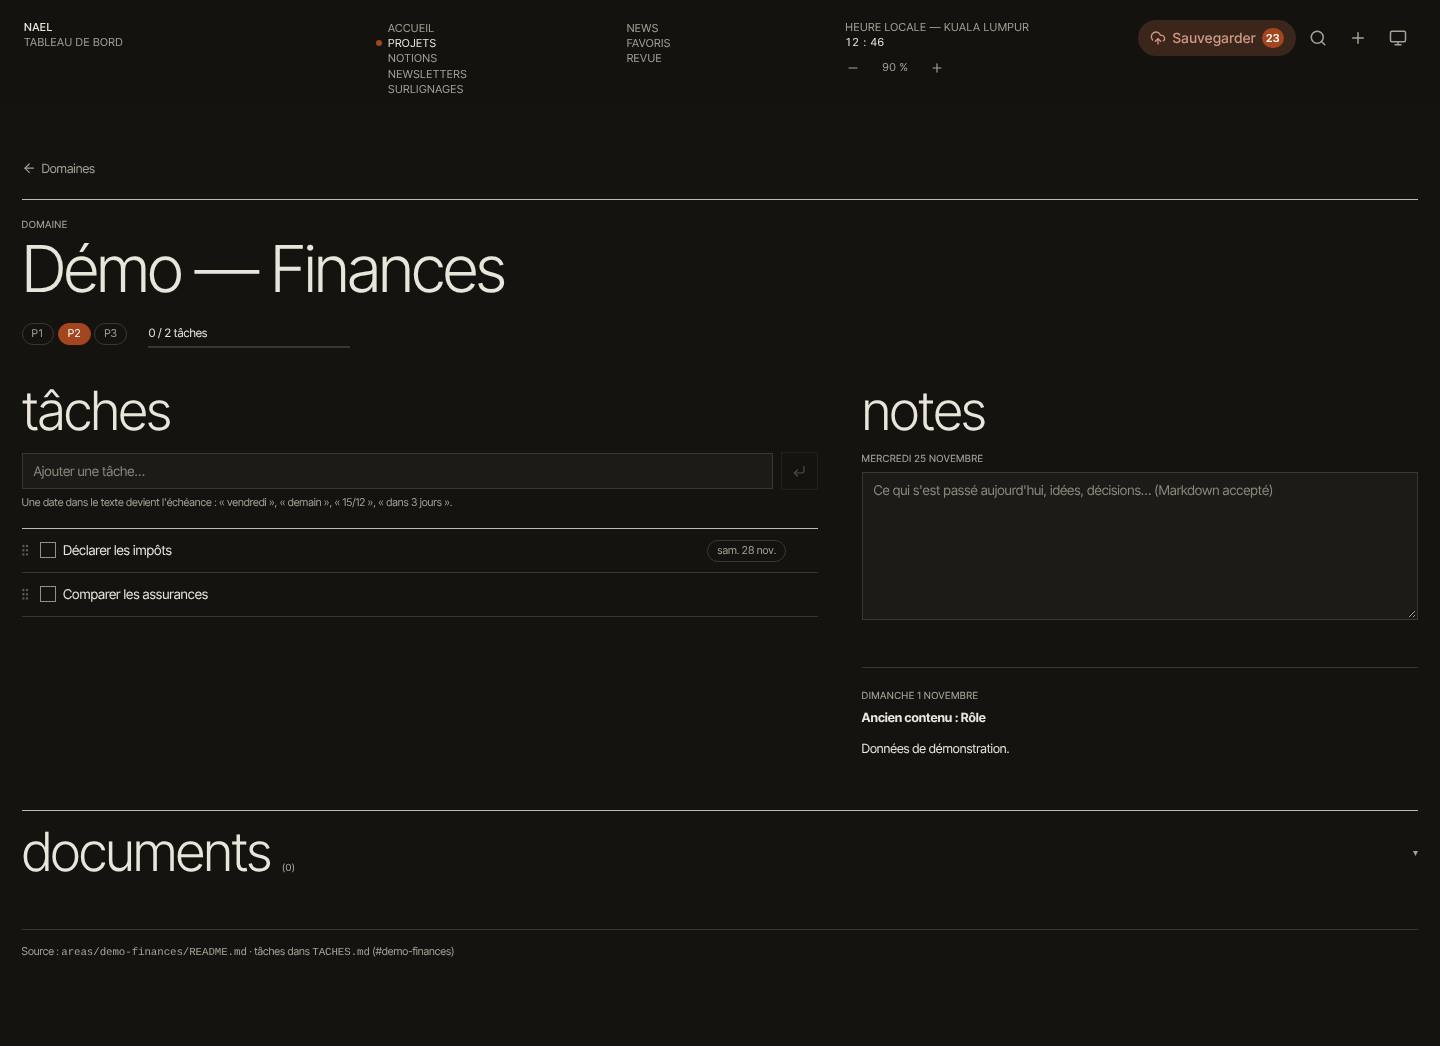 NAEL
TABLEAU DE BORD
ACCUEIL
PROJETS
NOTIONS
NEWSLETTERS
SURLIGNAGES
NEWS
FAVORIS
REVUE
HEURE LOCALE — KUALA LUMPUR
12 : 46
90 %
Sauvegarder 23
Domaines
DOMAINE
Démo — Finances
P1 P2 P3 0 / 2 tâches
tâches
Ajouter une tâche...
Une date dans le texte devient l'échéance : « vendredi », « demain », « 15/12 », « dans 3 jours ».
Déclarer les impôts sam. 28 nov.
Comparer les assurances
notes
MERCREDI 25 NOVEMBRE
Ce qui s'est passé aujourd'hui, idées, décisions... (Markdown accepté)
DIMANCHE 1 NOVEMBRE
Ancien contenu : Rôle
Données de démonstration.
documents (0)
Source : areas/demo-finances/README.md · tâches dans TACHES.md (#demo-finances)